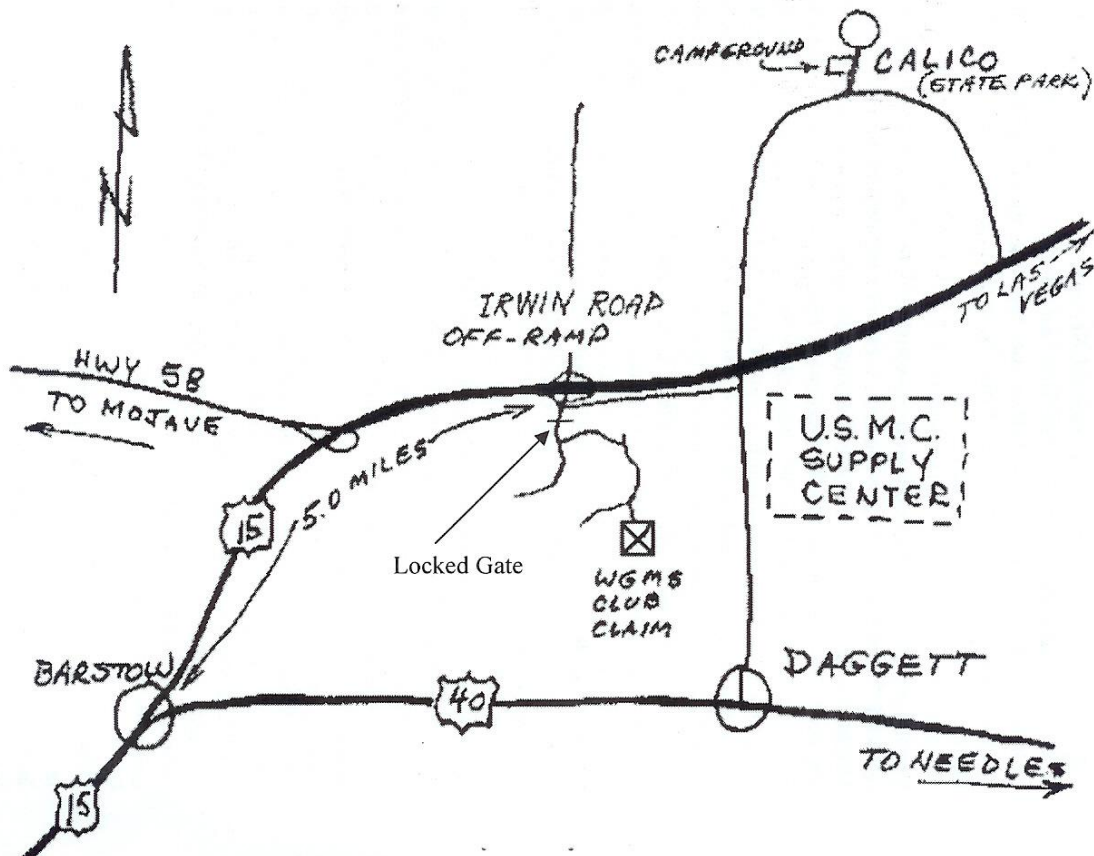 CAMPGROUND
CALICO
(STATE PARK)
N
IRWIN ROAD
OFF-RAMP
TO LAS
VEGAS
HWY 58
TO MOJAVE
5.0 MILES
U.S.M.C.
SUPPLY
CENTER
15
Locked Gate
WGMS
CLUB
CLAIM
BARSTOW
40
DAGGETT
TO NEEDLES
15